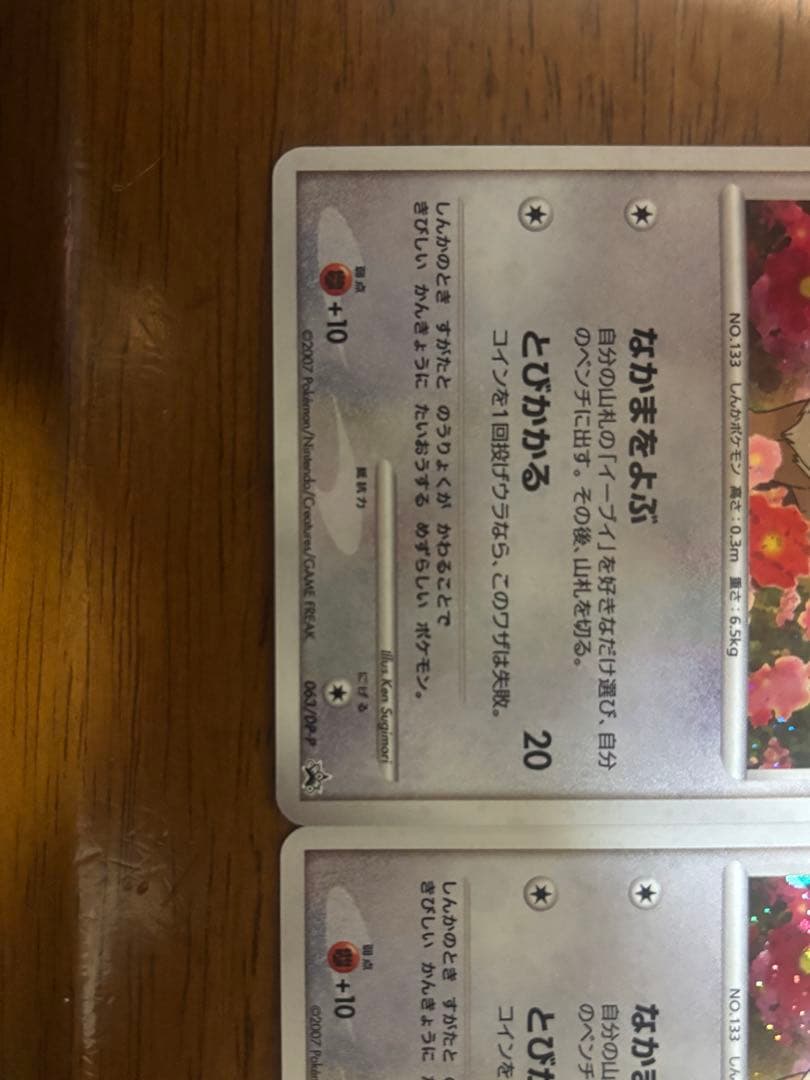 NO.133 しんかポケモン 高さ:0.3m 重さ:6.5kg
なかまをよぶ
自分の山札の「イーブイ」を好きなだけ選び、自分
のベンチに出す。その後、山札を切る。
とびかかる 20
コインを1回投げウラなら、このワザは失敗。
しんかのとき すがたと のうりょくが かわることで
きびしい かんきょうに たいおうする めずらしい ポケモン。
Illus. Ken Sugimori
弱点 抵抗力 にげる
+10
©2007 Pokémon/Nintendo/Creatures/GAME FREAK 063/DP-P
NO.133 し
なかま
自分の山
のベンチ
とびか
コインを
しんかのとき すがたと
きびしい かんきょうに
弱点
+10
©2007 Poké